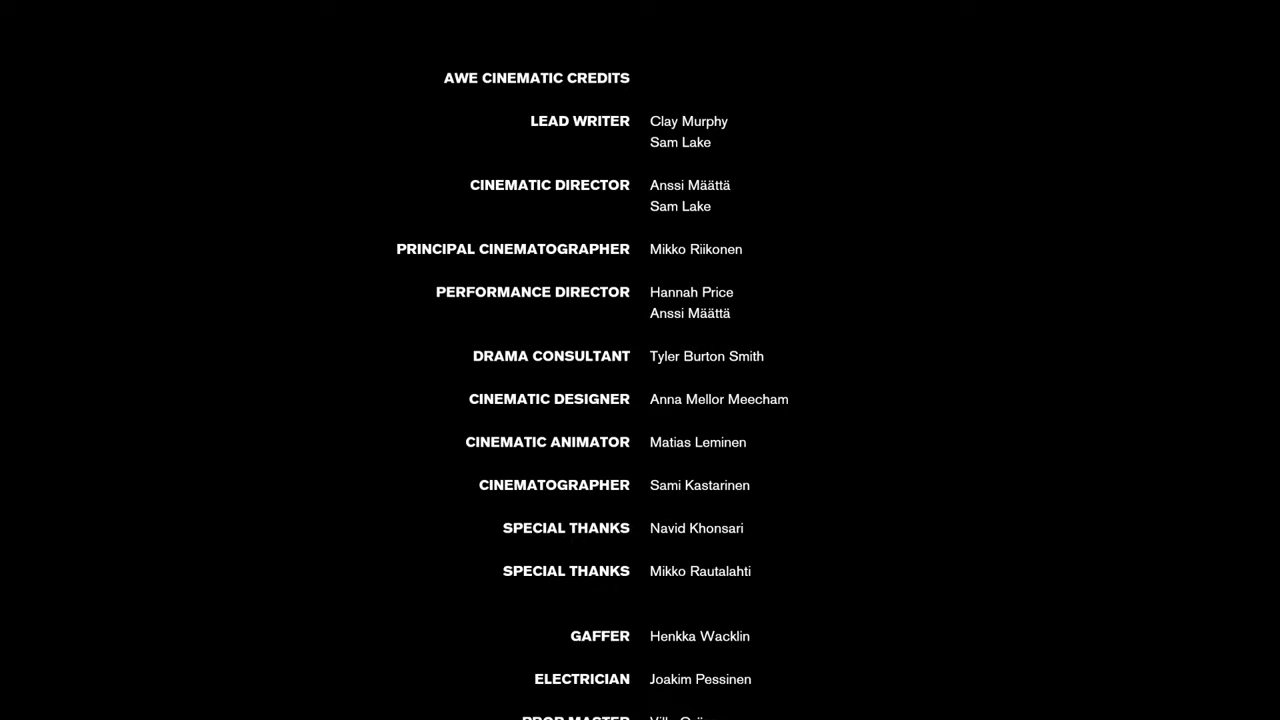 AWE CINEMATIC CREDITS
LEAD WRITER Clay Murphy
Sam Lake
CINEMATIC DIRECTOR Anssi Määttä
Sam Lake
PRINCIPAL CINEMATOGRAPHER Mikko Riikonen
PERFORMANCE DIRECTOR Hannah Price
Anssi Määttä
DRAMA CONSULTANT Tyler Burton Smith
CINEMATIC DESIGNER Anna Mellor Meecham
CINEMATIC ANIMATOR Matias Leminen
CINEMATOGRAPHER Sami Kastarinen
SPECIAL THANKS Navid Khonsari
SPECIAL THANKS Mikko Rautalahti
GAFFER Henkka Wacklin
ELECTRICIAN Joakim Pessinen
PROP MASTER